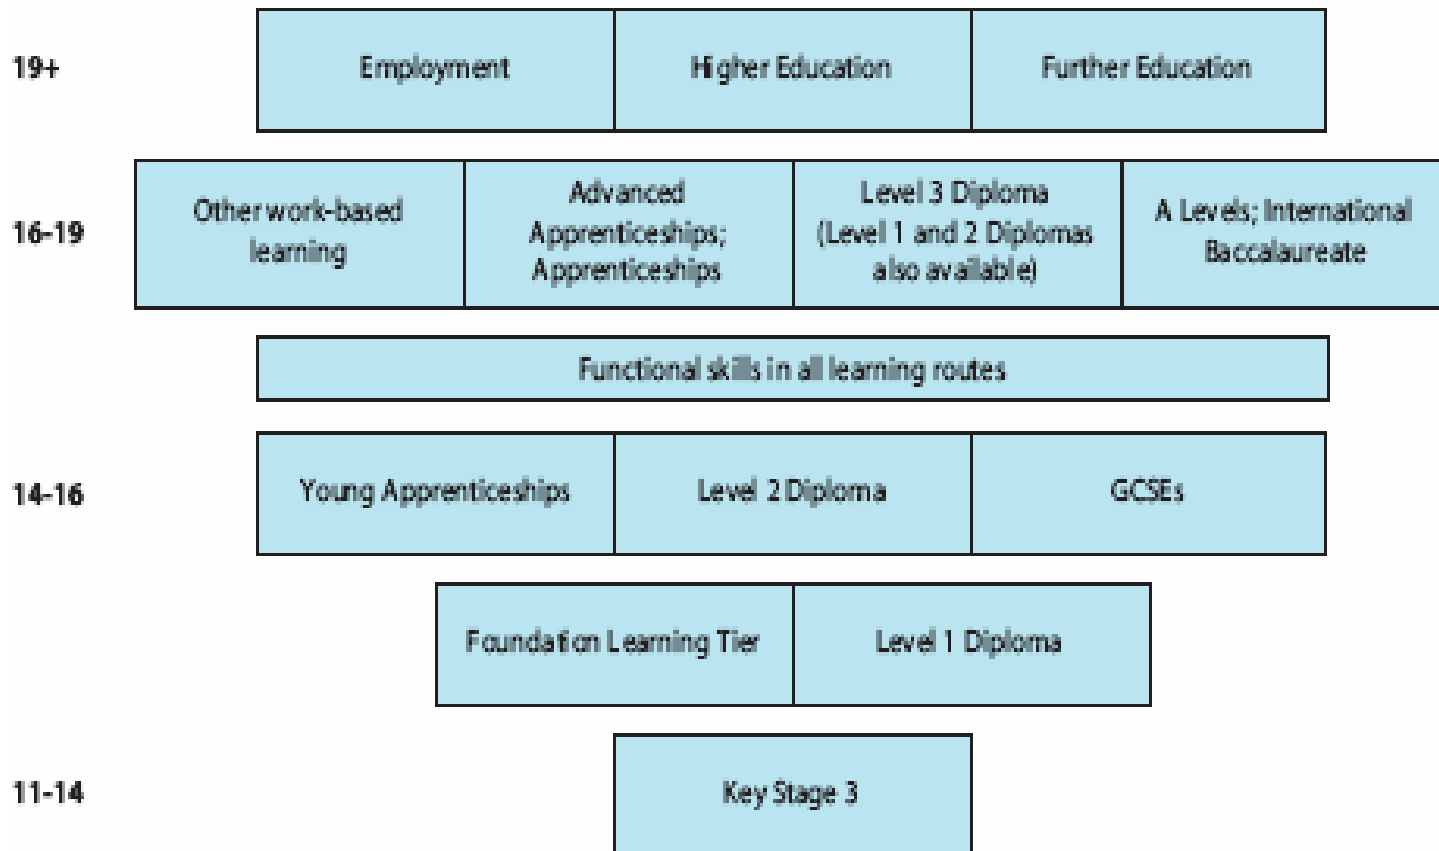 19+
Employment
Higher Education
Further Education
16-19
Other work-based
learning
Advanced
Apprenticeships;
Apprenticeships
Level 3 Diploma
(Level 1 and 2 Diplomas
also available)
A Levels; International
Baccalaureate
Functional skills in all learning routes
14-16
Young Apprenticeships
Level 2 Diploma
GCSEs
Foundation Learning Tier
Level 1 Diploma
11-14
Key Stage 3